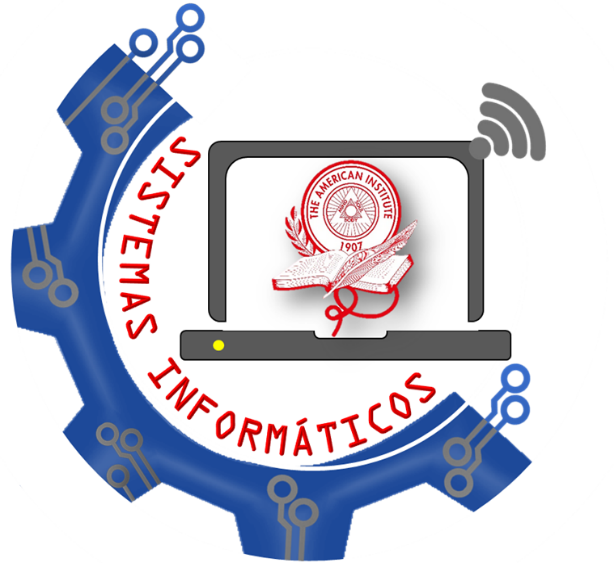 SISTEMAS INFORMÁTICOS
THE AMERICAN INSTITUTE
1907